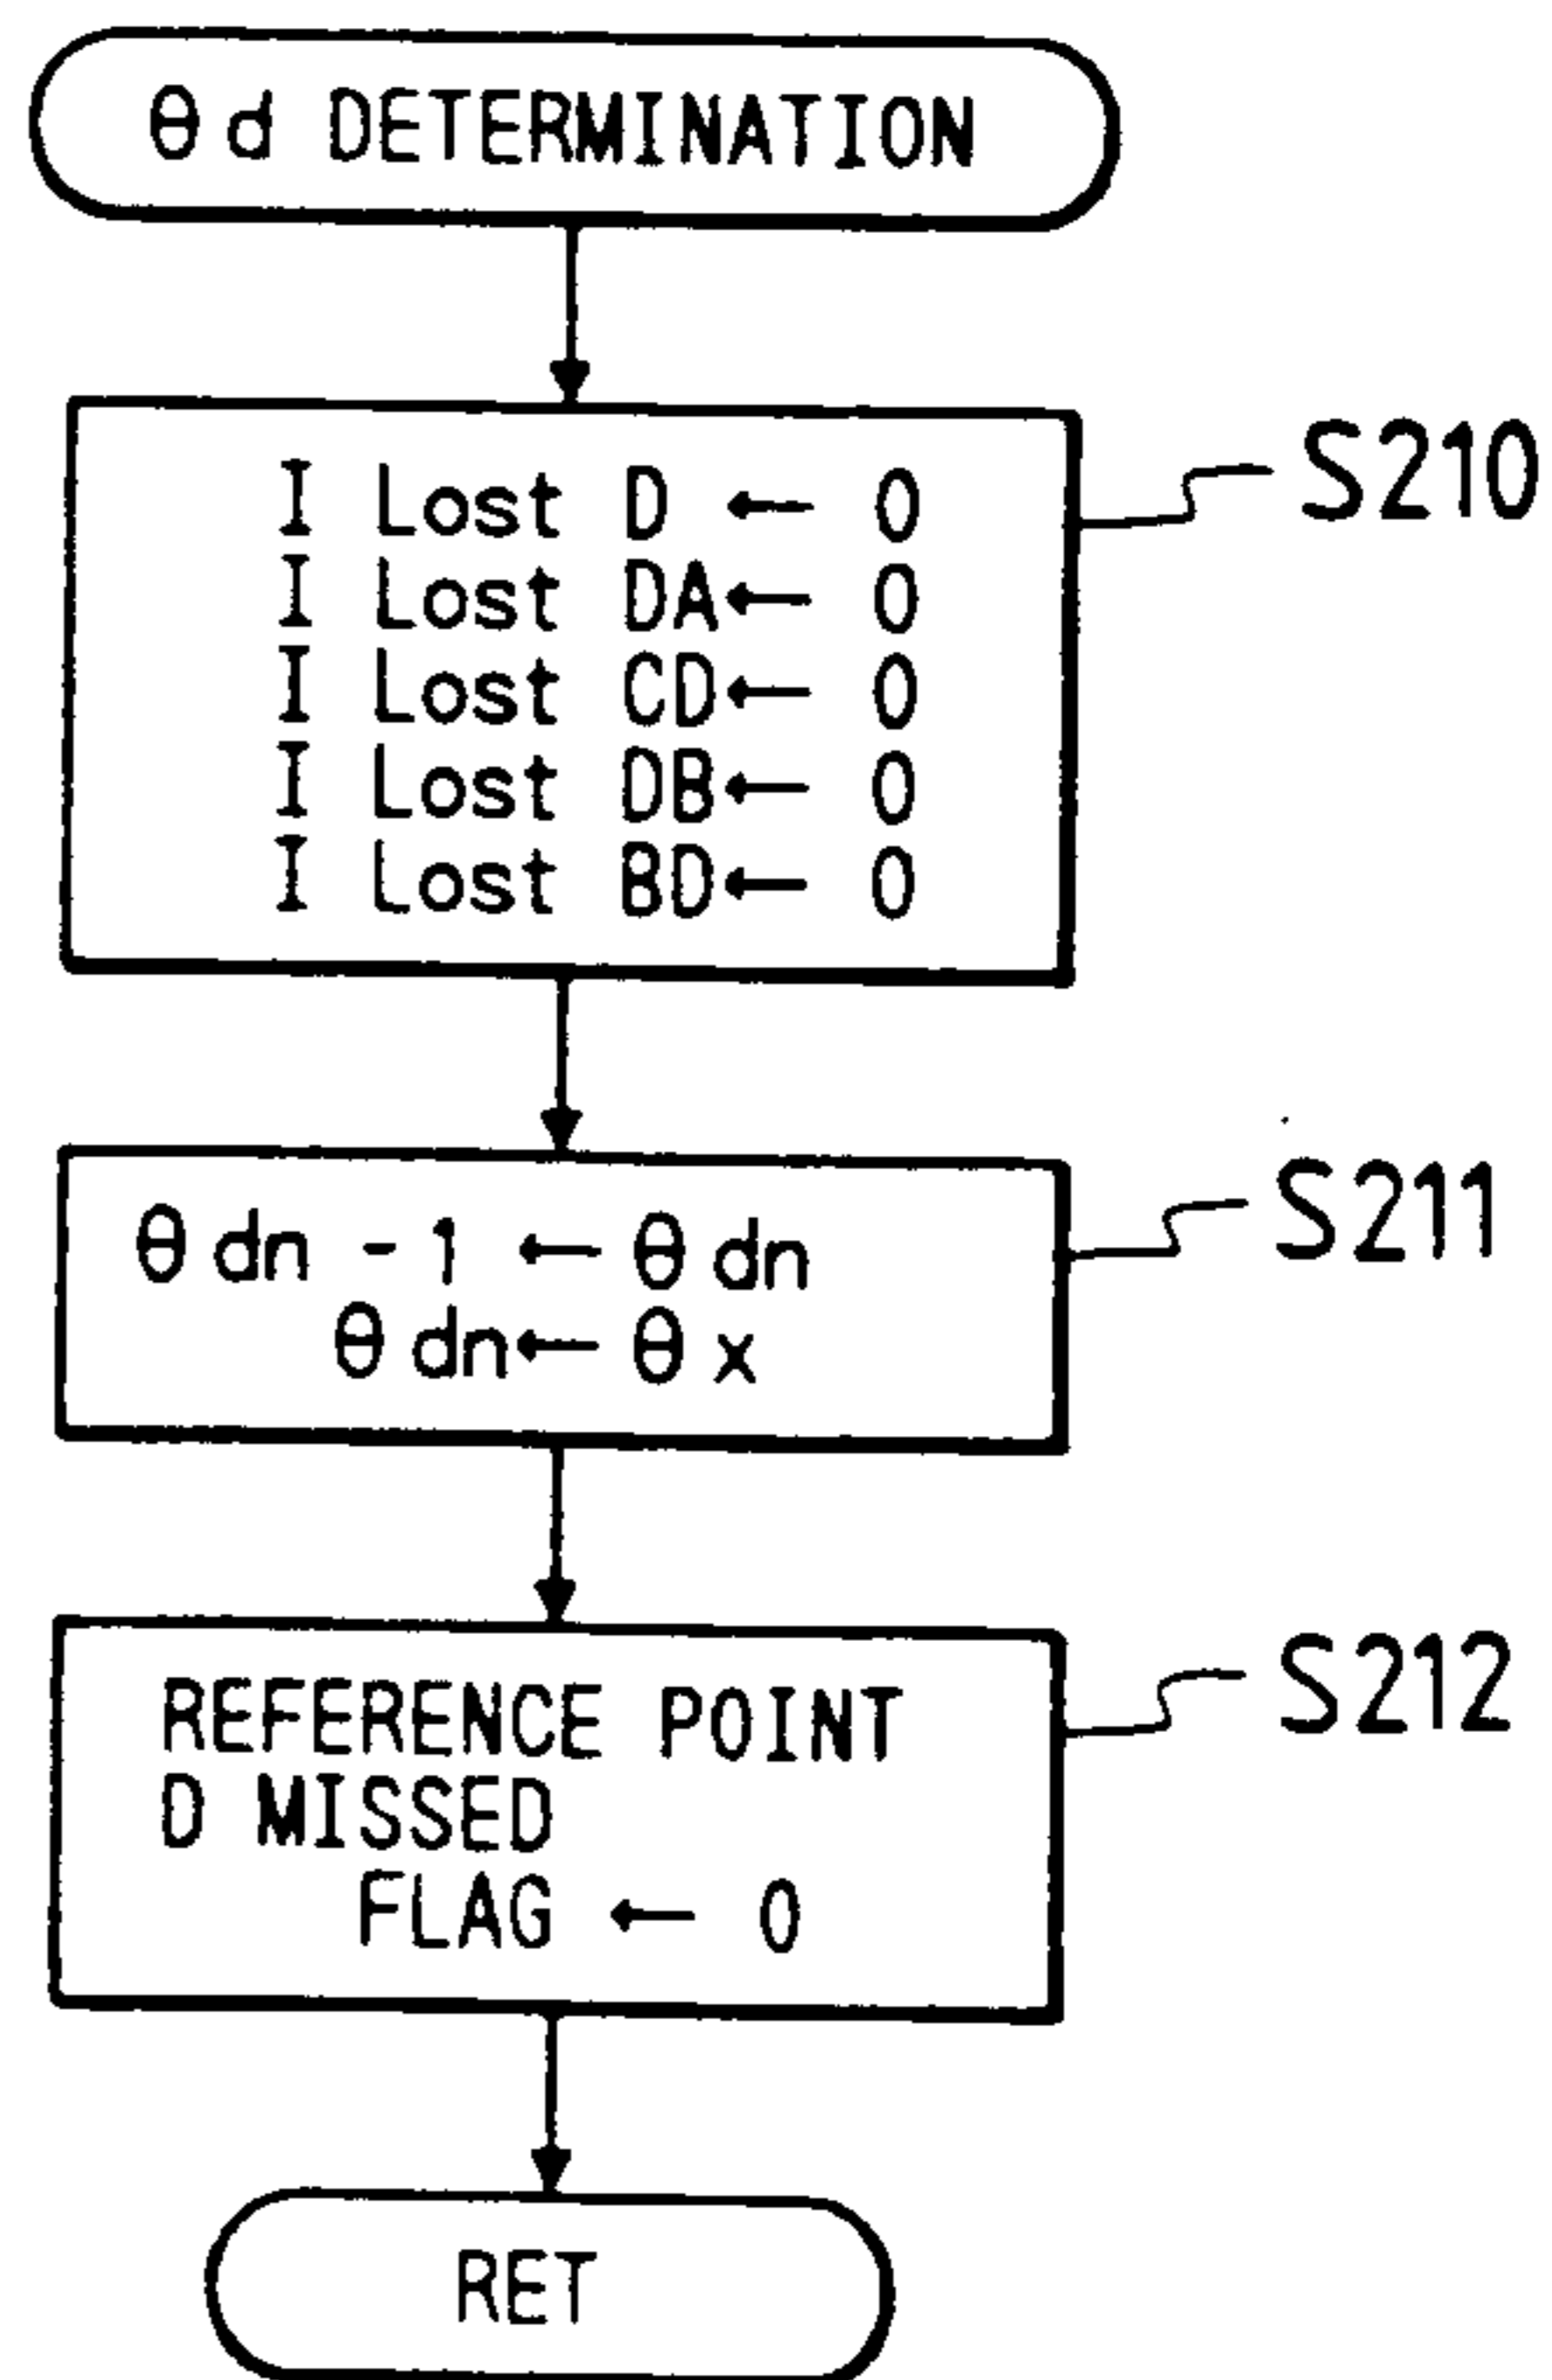 θd DETERMINATION
I Lost D ← 0
I Lost DA ← 0
I Lost CD ← 0
I Lost DB ← 0
I Lost BD ← 0
S210
θdn - 1 ← θdn
θdn ← θx
S211
REFERENCE POINT
D MISSED
FLAG ← 0
S212
RET